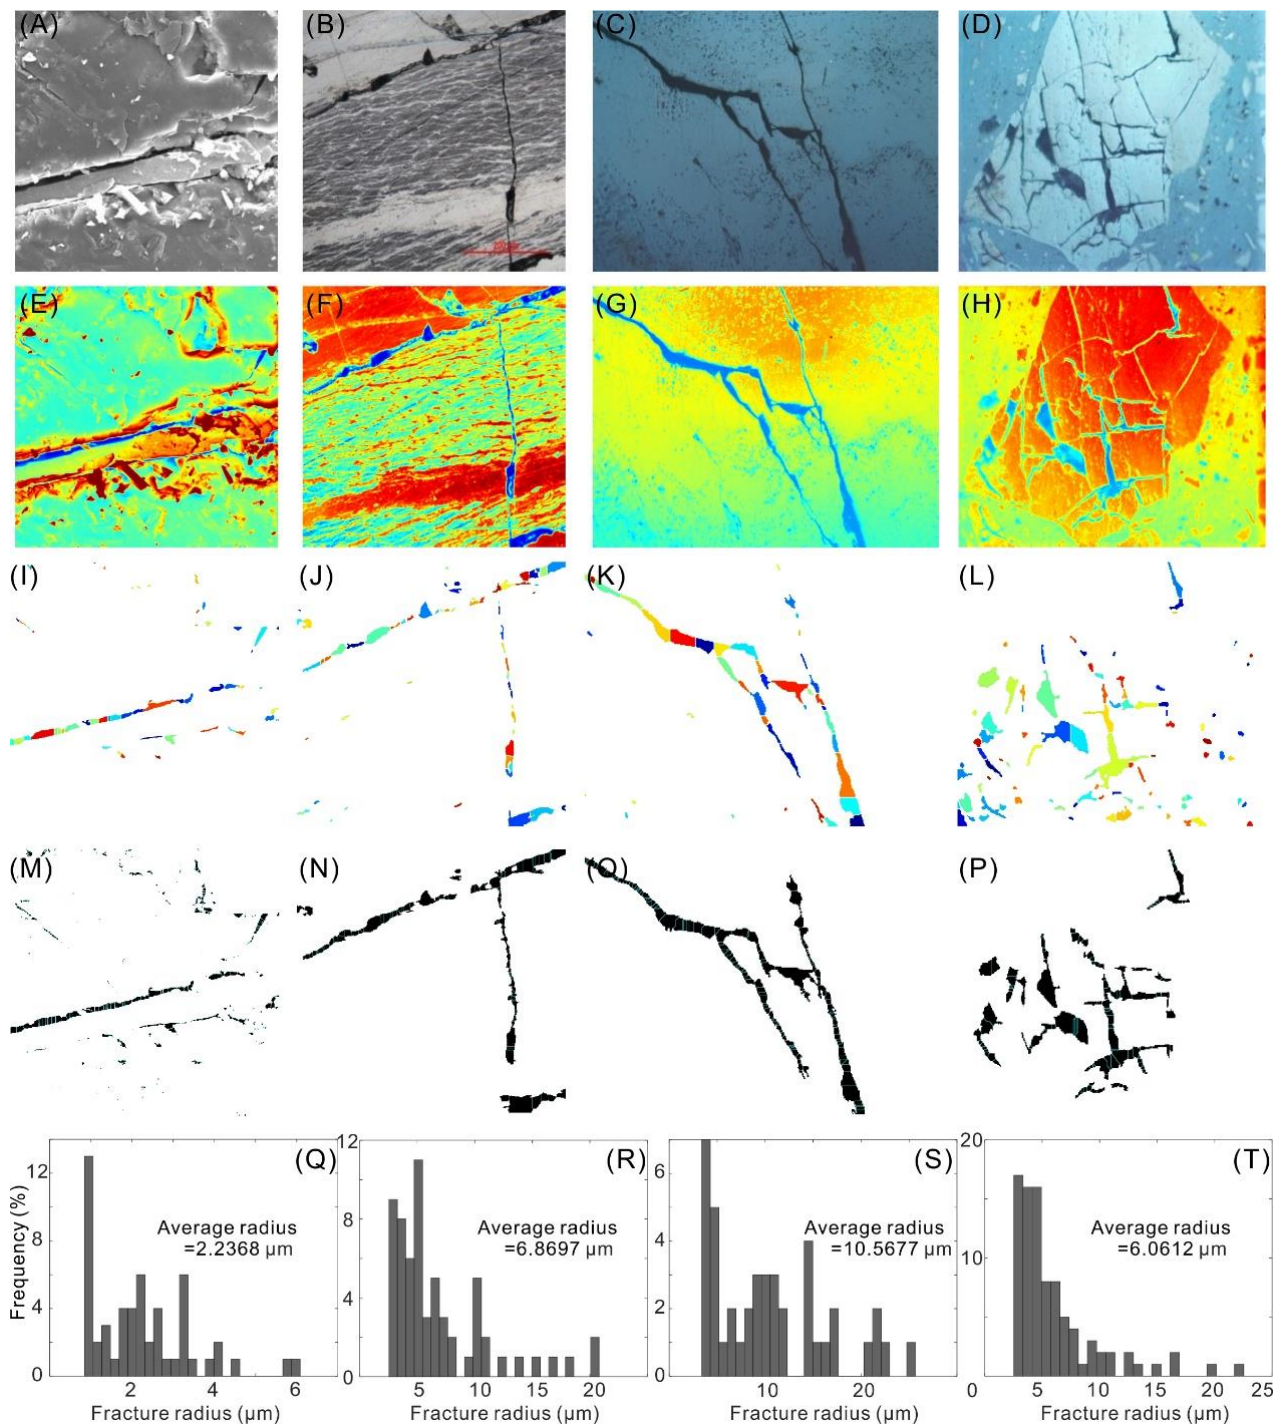 (A) (B) (C) (D)
(E) (F) (G) (H)
(I) (J) (K) (L)
(M) (N) (O) (P)
(Q) (R) (S) (T)
Average radius
=2.2368 μm
Average radius
=6.8697 μm
Average radius
=10.5677 μm
Average radius
=6.0612 μm
Frequency (%)
12
8
4
0
12
8
4
0
6
4
2
0
20
10
0
2 4 6
5 10 15 20
10 20
0 5 10 15 20 25
Fracture radius (μm) Fracture radius (μm) Fracture radius (μm) Fracture radius (μm)